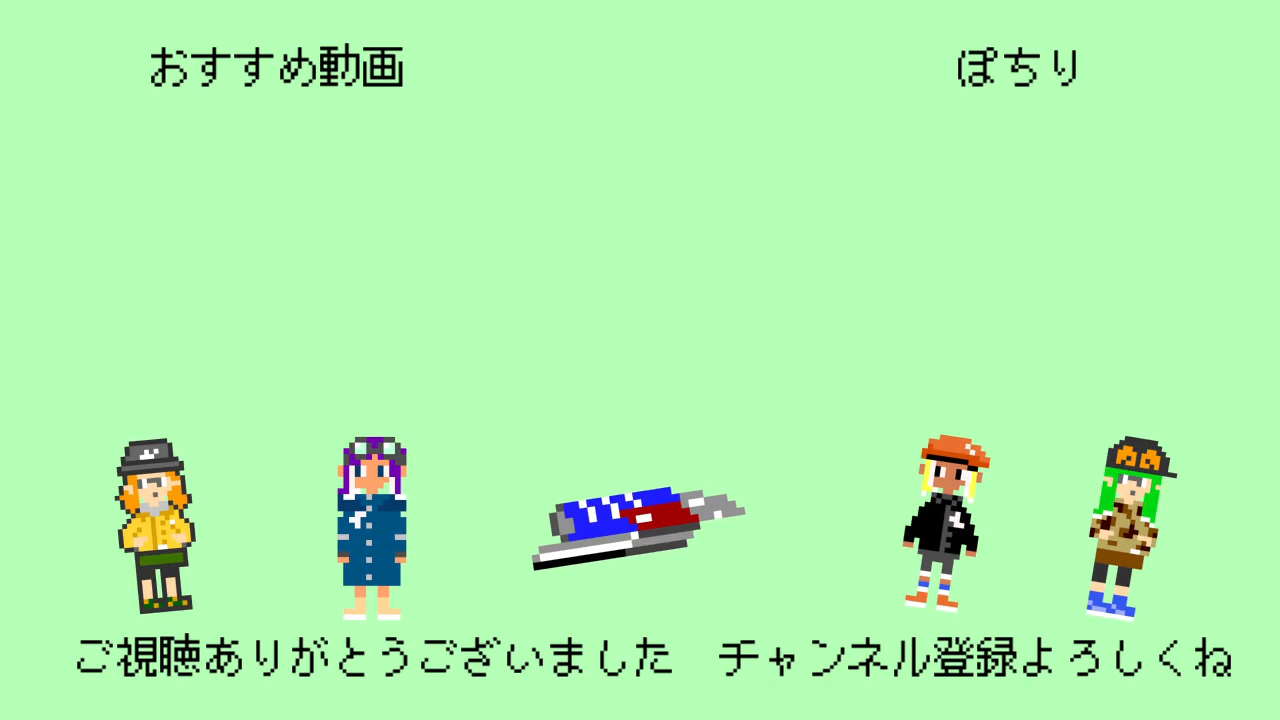 おすすめ動画
ぽちり
ご視聴ありがとうございました　チャンネル登録よろしくね